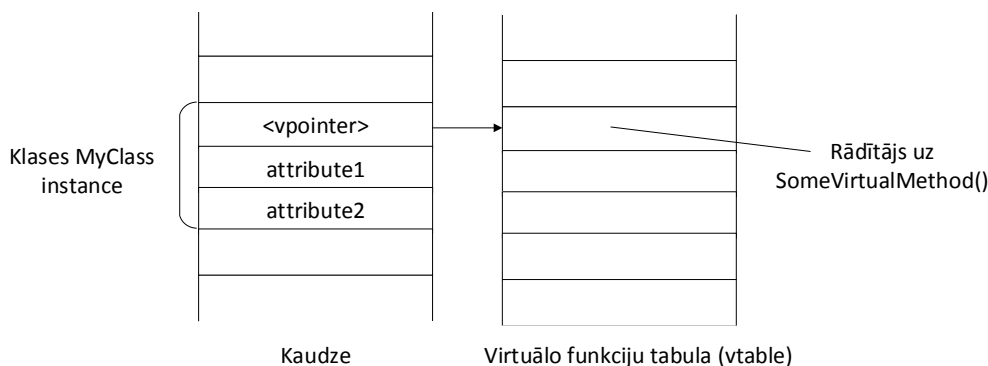 Klases MyClass
instance
<vpointer>
attribute1
attribute2
Rādītājs uz
SomeVirtualMethod()
Kaudze
Virtuālo funkciju tabula (vtable)